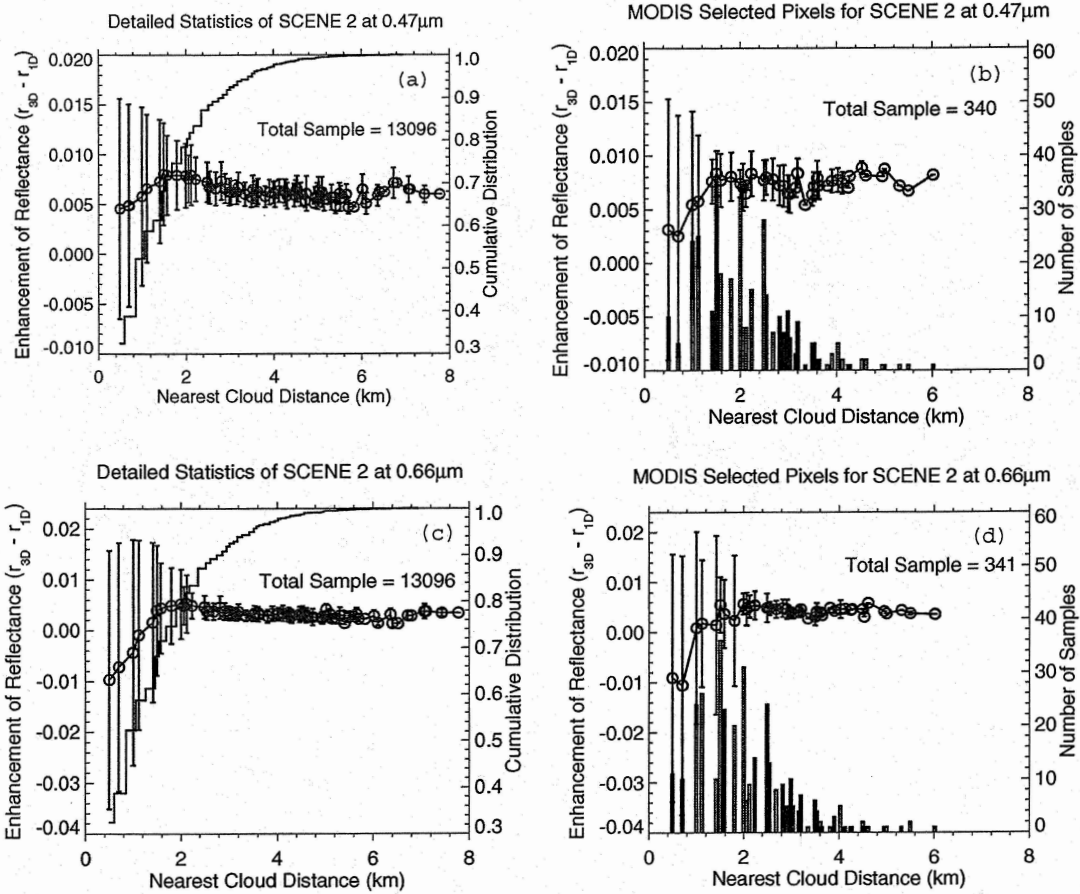 Detailed Statistics of SCENE 2 at 0.47μm
Enhancement of Reflectance (r3D - r1D)
0.020
0.015
0.010
0.005
0.000
-0.005
-0.010
(a)
Total Sample = 13096
1.0
0.9
0.8
0.7
0.6
0.5
0.4
0.3
Cumulative Distribution
0 2 4 6 8
Nearest Cloud Distance (km)
MODIS Selected Pixels for SCENE 2 at 0.47μm
Enhancement of Reflectance (r3D - r1D)
0.020
0.015
0.010
0.005
0.000
-0.005
-0.010
(b)
Total Sample = 340
60
50
40
30
20
10
0
Number of Samples
0 2 4 6 8
Nearest Cloud Distance (km)
Detailed Statistics of SCENE 2 at 0.66μm
Enhancement of Reflectance (r3D - r1D)
0.02
0.01
0.00
-0.01
-0.02
-0.03
-0.04
(c)
Total Sample = 13096
1.0
0.9
0.8
0.7
0.6
0.5
0.4
0.3
Cumulative Distribution
0 2 4 6 8
Nearest Cloud Distance (km)
MODIS Selected Pixels for SCENE 2 at 0.66μm
Enhancement of Reflectance (r3D - r1D)
0.02
0.01
0.00
-0.01
-0.02
-0.03
-0.04
(d)
Total Sample = 341
60
50
40
30
20
10
0
Number of Samples
0 2 4 6 8
Nearest Cloud Distance (km)